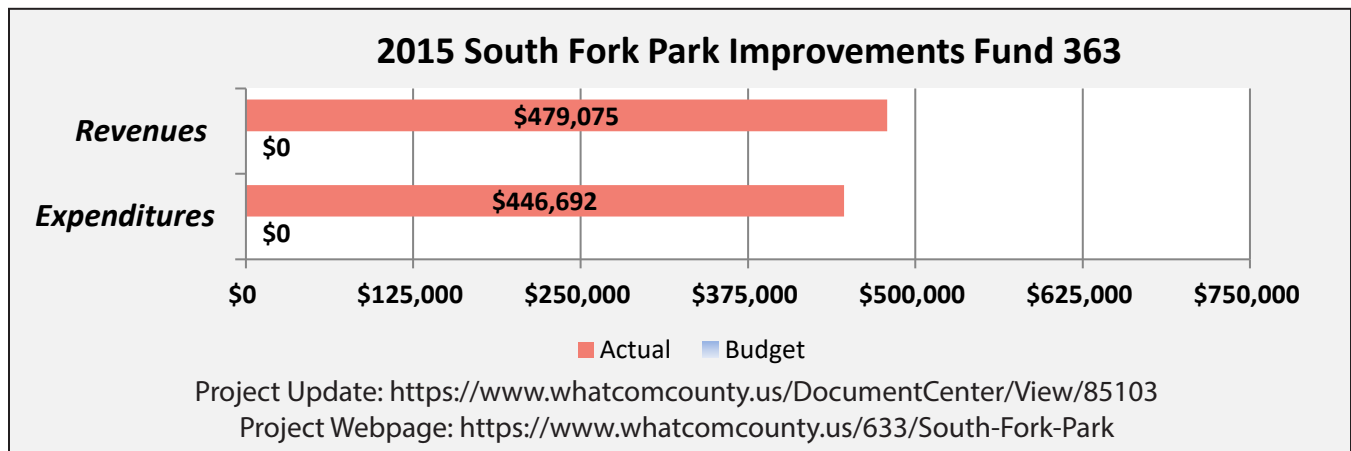 2015 South Fork Park Improvements Fund 363
Revenues
$479,075
$0
Expenditures
$446,692
$0
$0 $125,000 $250,000 $375,000 $500,000 $625,000 $750,000
Actual Budget
Project Update: https://www.whatcomcounty.us/DocumentCenter/View/85103
Project Webpage: https://www.whatcomcounty.us/633/South-Fork-Park